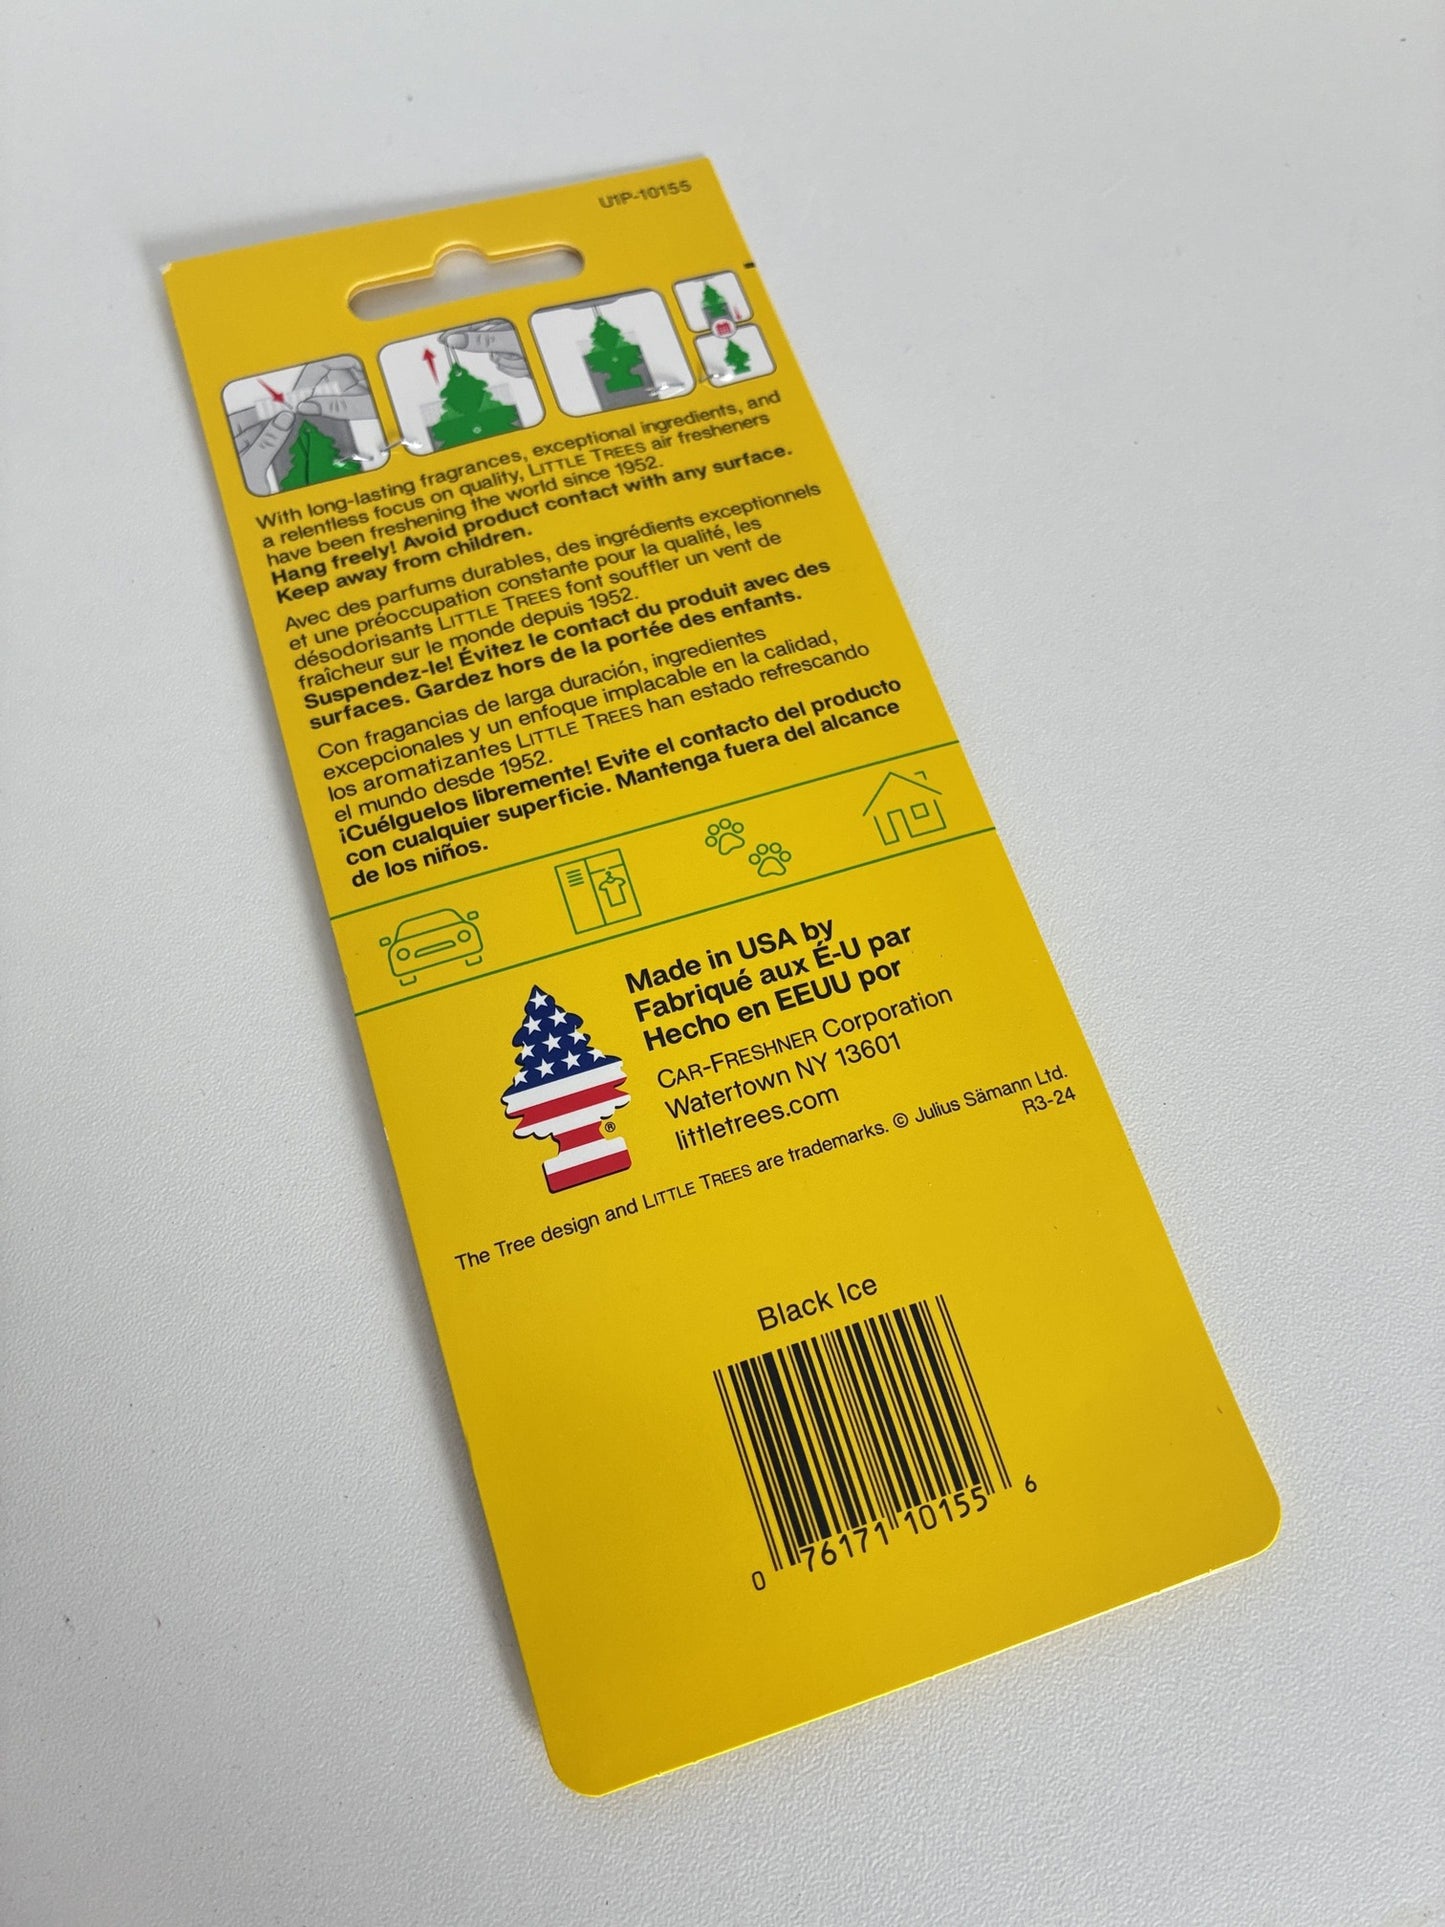 U1P-10155
With long-lasting fragrances, exceptional ingredients, and
a relentless focus on quality, LITTLE TREES air fresheners
have been freshening the world since 1952.
Hang freely! Avoid product contact with any surface.
Keep away from children.
Avec des parfums durables, des ingrédients exceptionnels
et une préoccupation constante pour la qualité, les
désodorisants LITTLE TREES font souffler un vent de
fraîcheur sur le monde depuis 1952.
Suspendez-le! Évitez le contact du produit avec des
surfaces. Gardez hors de la portée des enfants.
Con fragancias de larga duración, ingredientes
excepcionales y un enfoque implacable en la calidad,
los aromatizantes LITTLE TREES han estado refrescando
el mundo desde 1952.
¡Cuélguelos libremente! Evite el contacto del producto
con cualquier superficie. Mantenga fuera del alcance
de los niños.
Made in USA by
Fabriqué aux É-U par
Hecho en EEUU por
CAR-FRESHNER Corporation
Watertown NY 13601
littletrees.com
®
The Tree design and LITTLE TREES are trademarks. © Julius Sämann Ltd.
R3-24
Black Ice
0 76171 10155 6